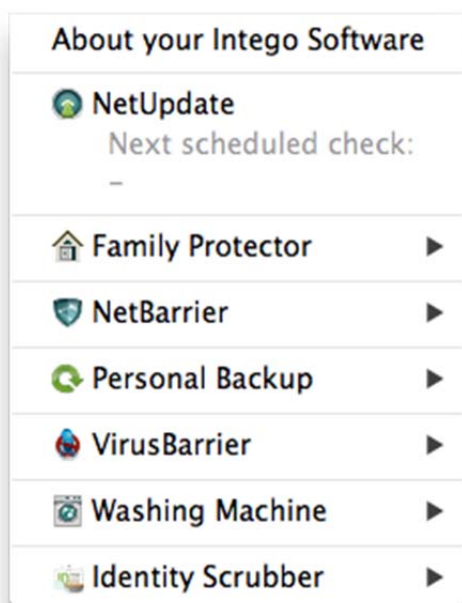 About your Intego Software
NetUpdate
Next scheduled check:
–
Family Protector
NetBarrier
Personal Backup
VirusBarrier
Washing Machine
Identity Scrubber